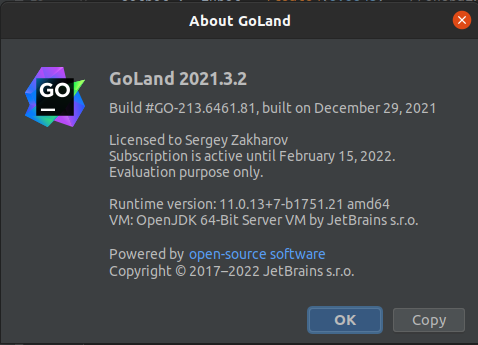 About GoLand
GO
GoLand 2021.3.2
Build #GO-213.6461.81, built on December 29, 2021
Licensed to Sergey Zakharov
Subscription is active until February 15, 2022.
Evaluation purpose only.
Runtime version: 11.0.13+7-b1751.21 amd64
VM: OpenJDK 64-Bit Server VM by JetBrains s.r.o.
Powered by open-source software
Copyright © 2017–2022 JetBrains s.r.o.
OK
Copy